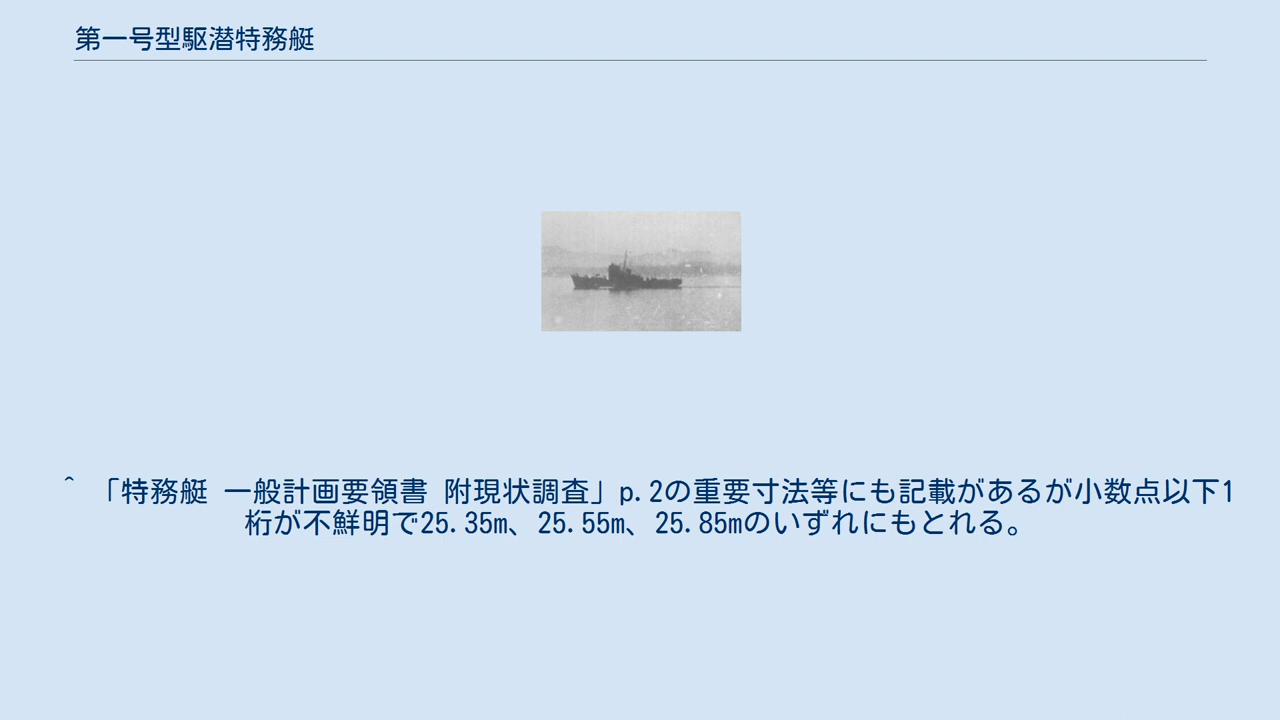 第一号型駆潜特務艇
^ 「特務艇 一般計画要領書 附現状調査」p.2の重要寸法等にも記載があるが小数点以下1
桁が不鮮明で25.35m、25.55m、25.85mのいずれにもとれる。